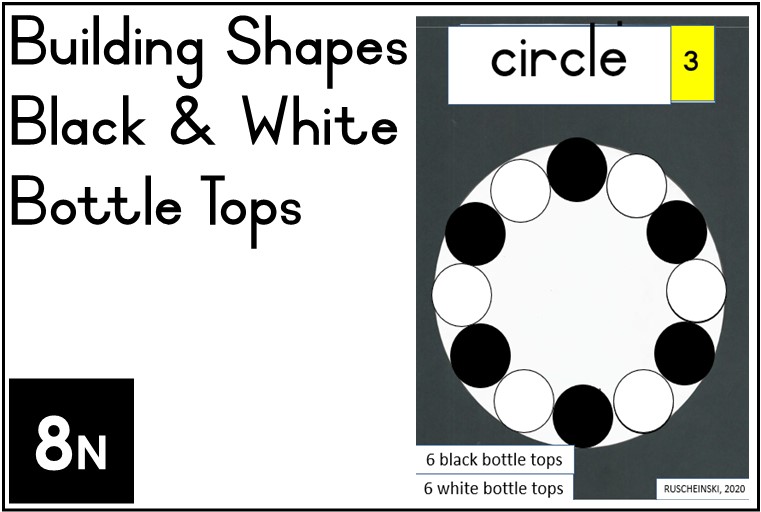 Building Shapes
Black & White
Bottle Tops
8N
circle
3
6 black bottle tops
6 white bottle tops
RUSCHEINSKI, 2020